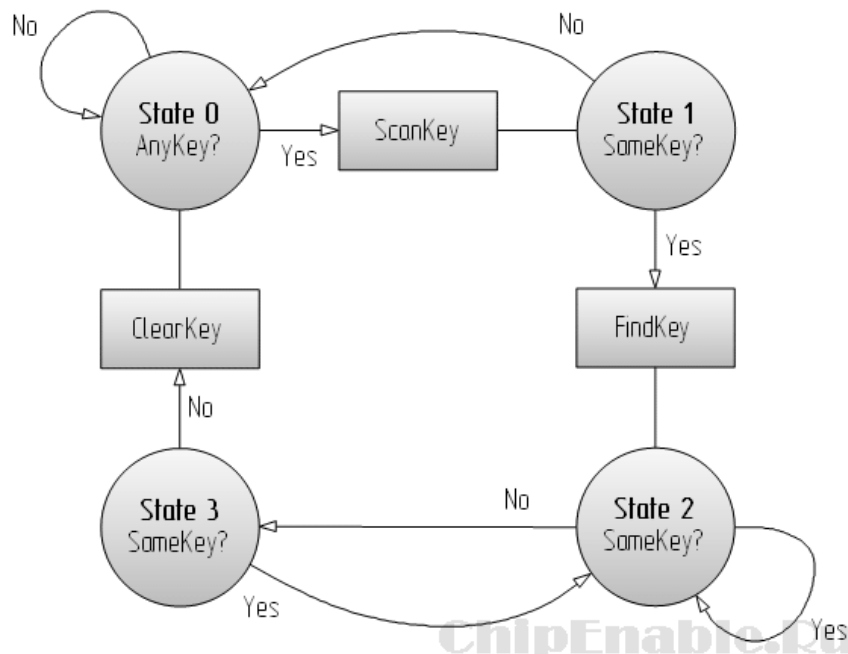 No
No
State 0
AnyKey?
Yes
ScanKey
State 1
SameKey?
Yes
ClearKey
FindKey
No
State 3
SameKey?
No
State 2
SameKey?
Yes
Yes
ChipEnable.Ru